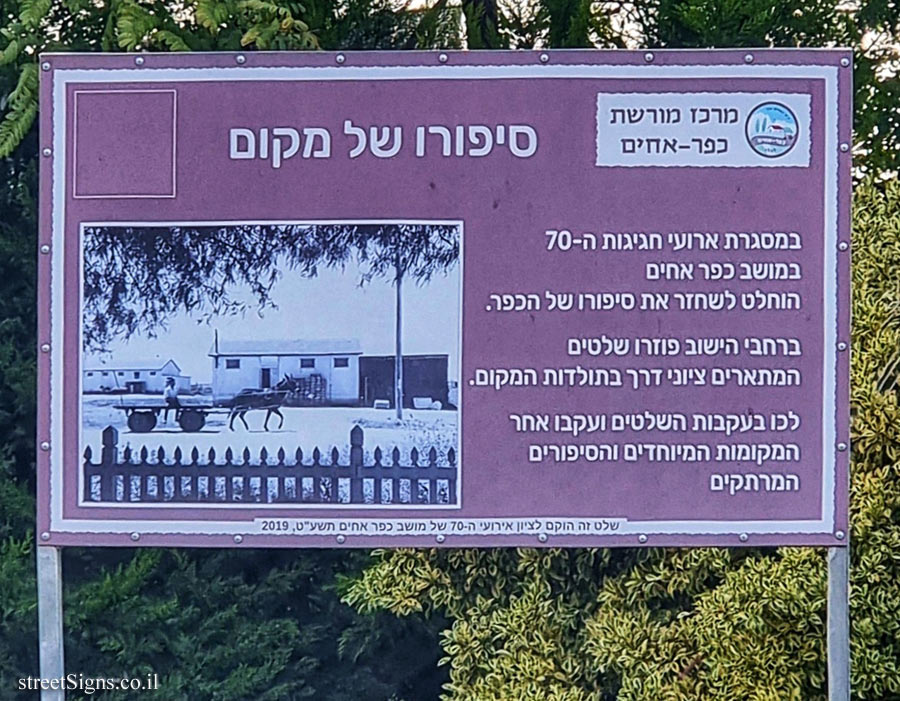 מרכז מורשת
כפר-אחים
סיפורו של מקום
במסגרת ארועי חגיגות ה-70
במושב כפר אחים
הוחלט לשחזר את סיפורו של הכפר.
ברחבי הישוב פוזרו שלטים
המתארים ציוני דרך בתולדות המקום.
לכו בעקבות השלטים ועקבו אחר
המקומות המיוחדים והסיפורים
המרתקים
שלט זה הוקם לציון אירועי ה-70 של מושב כפר אחים תשע"ט, 2019
streetSigns.co.il